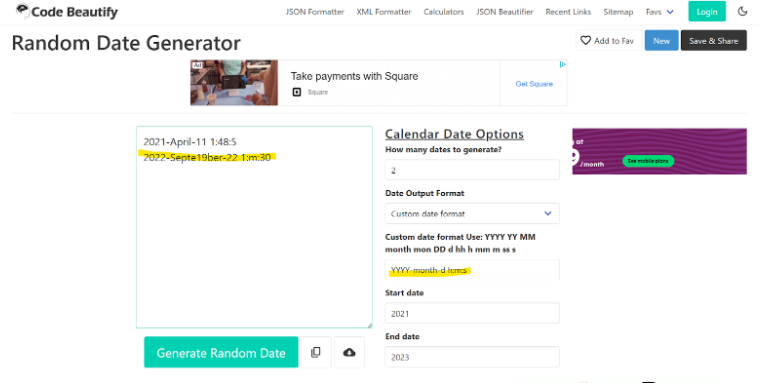 Code Beautify
JSON Formatter XML Formatter Calculators JSON Beautifier Recent Links Sitemap Favs Login
Random Date Generator
Add to Fav New Save & Share
Ad
Take payments with Square
Square
Get Square
2021-April-11 1:48:5
2022-Septe19ber-22 1:m:30
Calendar Date Options
How many dates to generate?
2
Date Output Format
Custom date format
Custom date format Use: YYYY YY MM
month mon DD d hh h mm m ss s
YYYY-month-d h:m:s
Start date
2021
End date
2023
Generate Random Date
at
/month
See mobile plans